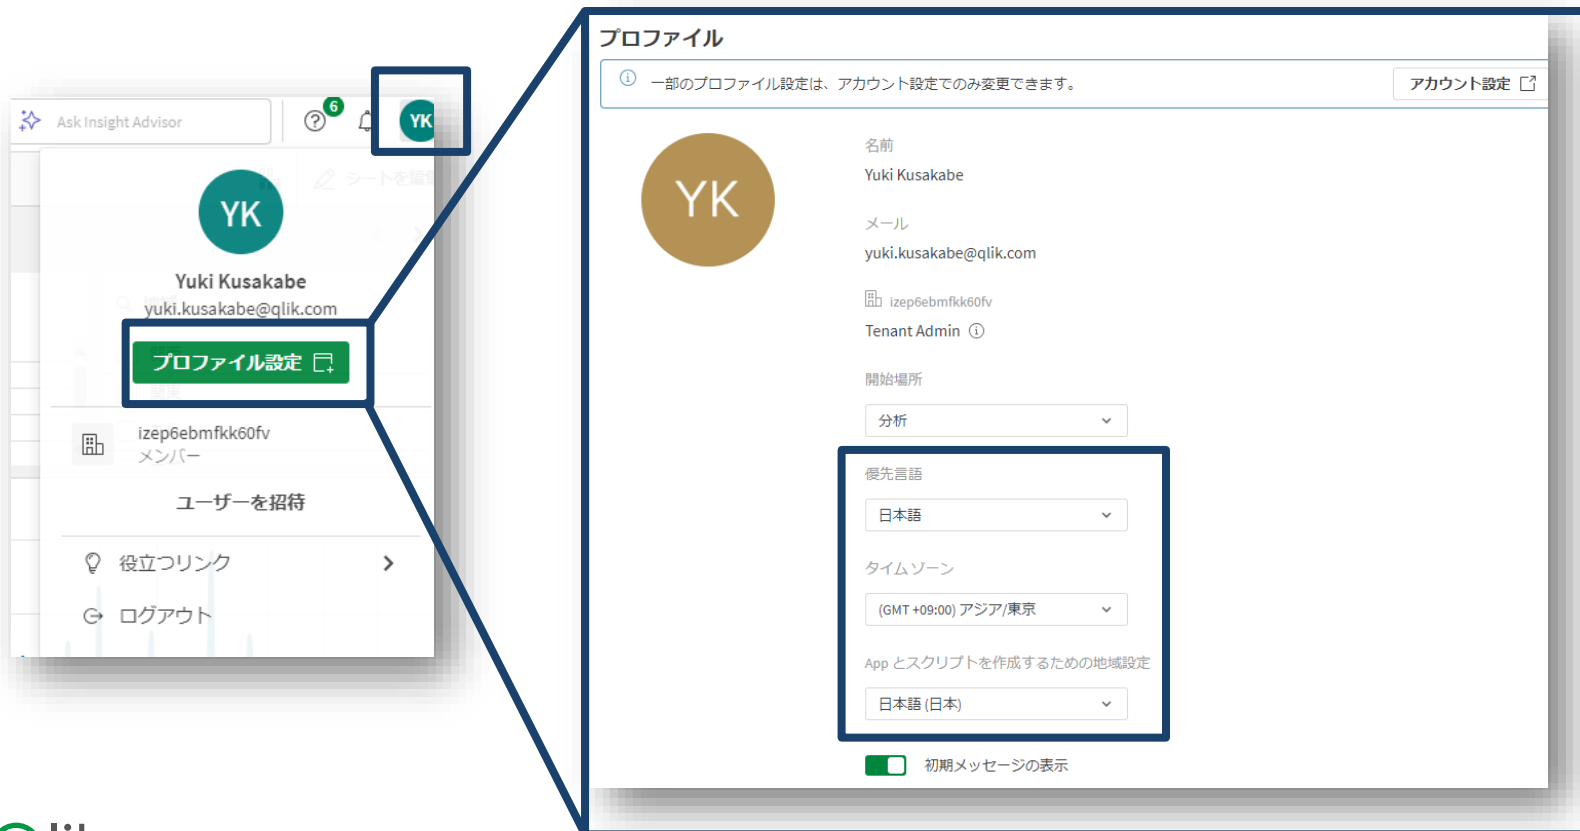 Ask Insight Advisor
6
YK
シートを編集
YK
Yuki Kusakabe
yuki.kusakabe@qlik.com
プロファイル設定
izep6ebmfkk60fv
メンバー
ユーザーを招待
役立つリンク
ログアウト
プロファイル
一部のプロファイル設定は、アカウント設定でのみ変更できます。
アカウント設定
YK
名前
Yuki Kusakabe
メール
yuki.kusakabe@qlik.com
izep6ebmfkk60fv
Tenant Admin
開始場所
分析
優先言語
日本語
タイム ゾーン
(GMT +09:00) アジア/東京
App とスクリプトを作成するための地域設定
日本語 (日本)
初期メッセージの表示